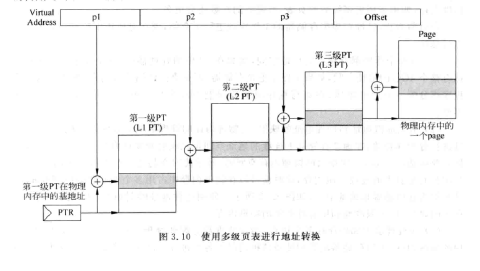 Virtual
Address
p1
p2
p3
Offset
Page
第三级PT
(L3 PT)
第二级PT
(L2 PT)
第一级PT
(L1 PT)
物理内存中的
一个page
第一级PT在物理
内存中的基地址
PTR
图 3.10 使用多级页表进行地址转换